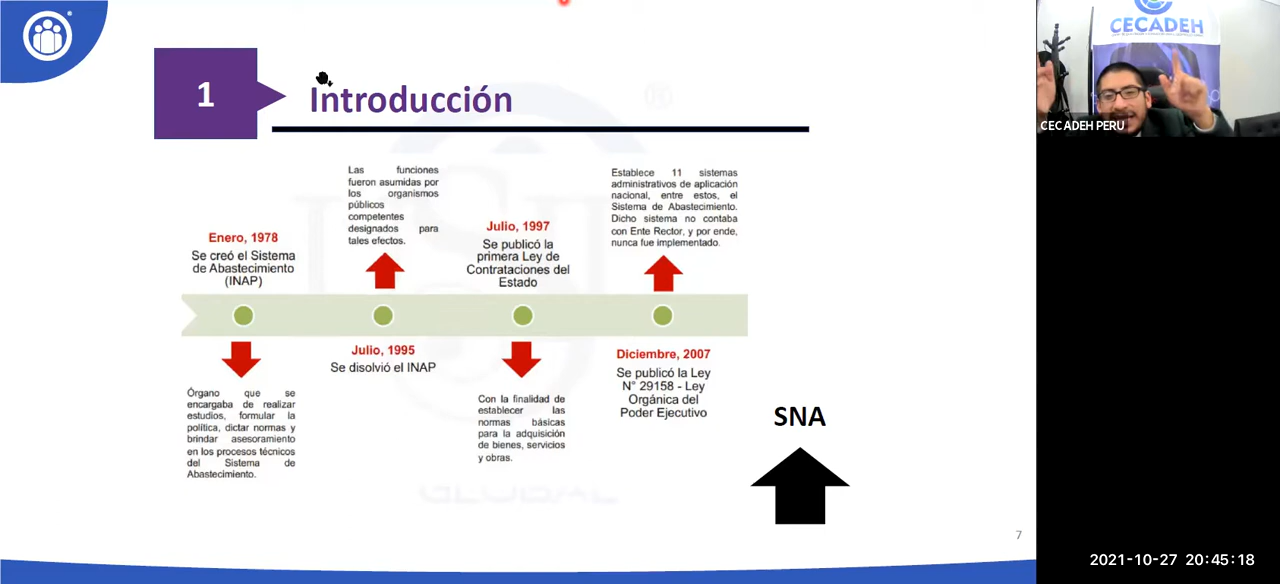 1
Introducción
Enero, 1978
Se creó el Sistema
de Abastecimiento
(INAP)
Órgano que se
encargaba de realizar
estudios, formular la
política, dictar normas y
brindar asesoramiento
en los procesos técnicos
del Sistema de
Abastecimiento.
Las funciones
fueron asumidas por
los organismos
públicos
competentes
designados para
tales efectos.
Julio, 1995
Se disolvió el INAP
Julio, 1997
Se publicó la
primera Ley de
Contrataciones del
Estado
Con la finalidad de
establecer las
normas básicas
para la adquisición
de bienes, servicios
y obras.
Establece 11 sistemas
administrativos de aplicación
nacional, entre estos, el
Sistema de Abastecimiento.
Dicho sistema no contaba
con Ente Rector, y por ende,
nunca fue implementado.
Diciembre, 2007
Se publicó la Ley
N° 29158 - Ley
Orgánica del
Poder Ejecutivo
SNA
GLOBAL
7
CECADEH
CECADEH PERU
2021-10-27 20:45:18